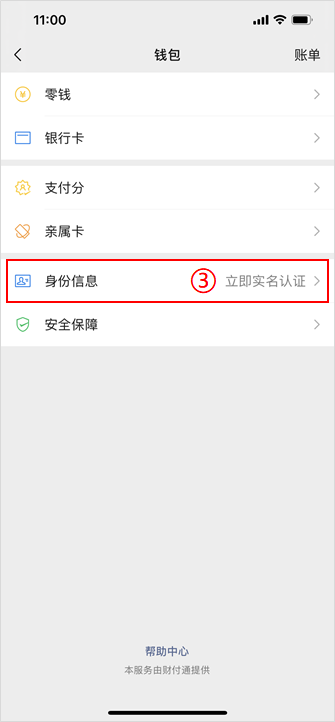 11:00
钱包 账单
零钱
银行卡
支付分
亲属卡
身份信息 ③ 立即实名认证
安全保障
帮助中心
本服务由财付通提供